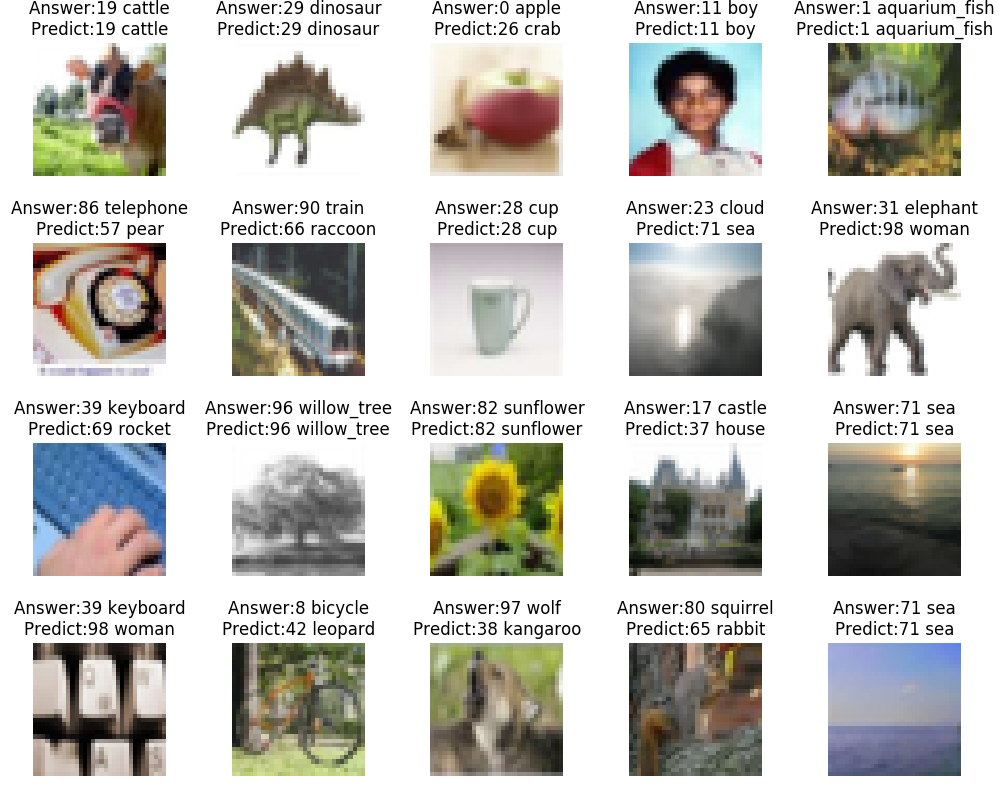 Answer:19 cattle
Predict:19 cattle
Answer:29 dinosaur
Predict:29 dinosaur
Answer:0 apple
Predict:26 crab
Answer:11 boy
Predict:11 boy
Answer:1 aquarium_fish
Predict:1 aquarium_fish
Answer:86 telephone
Predict:57 pear
Answer:90 train
Predict:66 raccoon
Answer:28 cup
Predict:28 cup
Answer:23 cloud
Predict:71 sea
Answer:31 elephant
Predict:98 woman
Answer:39 keyboard
Predict:69 rocket
Answer:96 willow_tree
Predict:96 willow_tree
Answer:82 sunflower
Predict:82 sunflower
Answer:17 castle
Predict:37 house
Answer:71 sea
Predict:71 sea
Answer:39 keyboard
Predict:98 woman
Answer:8 bicycle
Predict:42 leopard
Answer:97 wolf
Predict:38 kangaroo
Answer:80 squirrel
Predict:65 rabbit
Answer:71 sea
Predict:71 sea